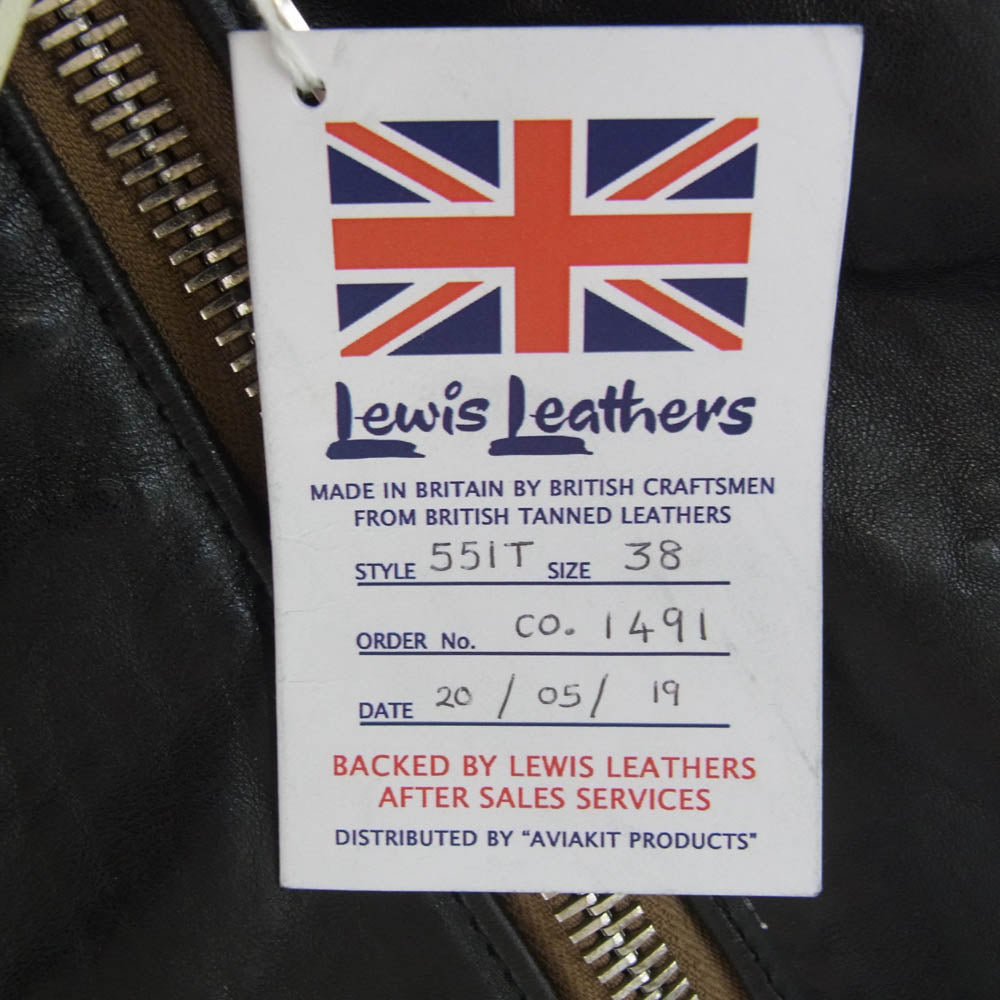 Lewis Leathers
MADE IN BRITAIN BY BRITISH CRAFTSMEN
FROM BRITISH TANNED LEATHERS
STYLE 551T SIZE 38
ORDER No. CO. 1491
DATE 20 / 05 / 19
BACKED BY LEWIS LEATHERS
AFTER SALES SERVICES
DISTRIBUTED BY "AVIAKIT PRODUCTS"